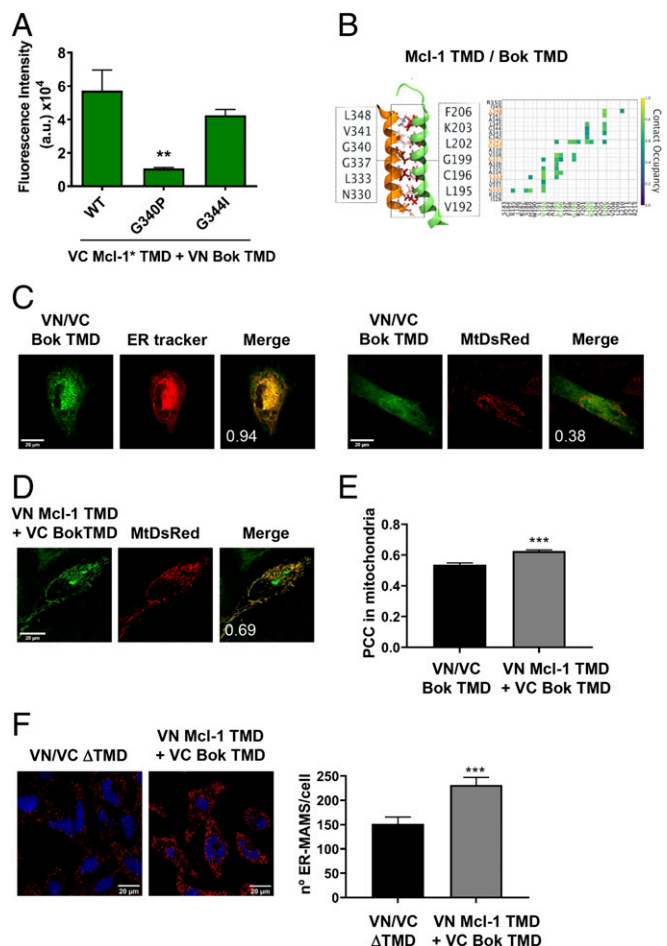 A
Fluorescence Intensity
(a.u.) x10⁴
8
6
4
2
0
**
WT
G340P
G344I
VC Mcl-1* TMD + VN Bok TMD
B
Mcl-1 TMD / Bok TMD
L348
V341
G340
G337
L333
N330
F206
K203
L202
G199
C196
L195
V192
Contact Occupancy
C
VN/VC
Bok TMD
ER tracker
Merge
20 µm
0.94
VN/VC
Bok TMD
MtDsRed
Merge
20 µm
0.38
D
VN Mcl-1 TMD
+ VC BokTMD
MtDsRed
Merge
20 µm
0.69
E
PCC in mitochondria
0.8
0.6
0.4
0.2
0.0
***
VN/VC
Bok TMD
VN Mcl-1 TMD
+ VC Bok TMD
F
VN/VC ΔTMD
20 µm
VN Mcl-1 TMD
+ VC Bok TMD
20 µm
nº ER-MAMS/cell
250
200
150
100
50
0
***
VN/VC
ΔTMD
VN Mcl-1 TMD
+ VC Bok TMD